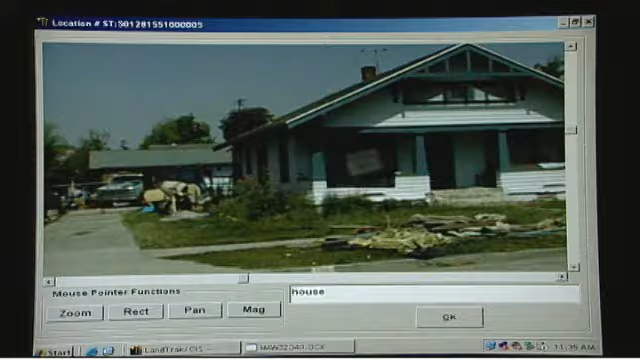 Location # ST:S01281551000005
Mouse Pointer Functions
house
Zoom
Rect
Pan
Mag
OK
Start
LandTrak/GIS
11:35 AM